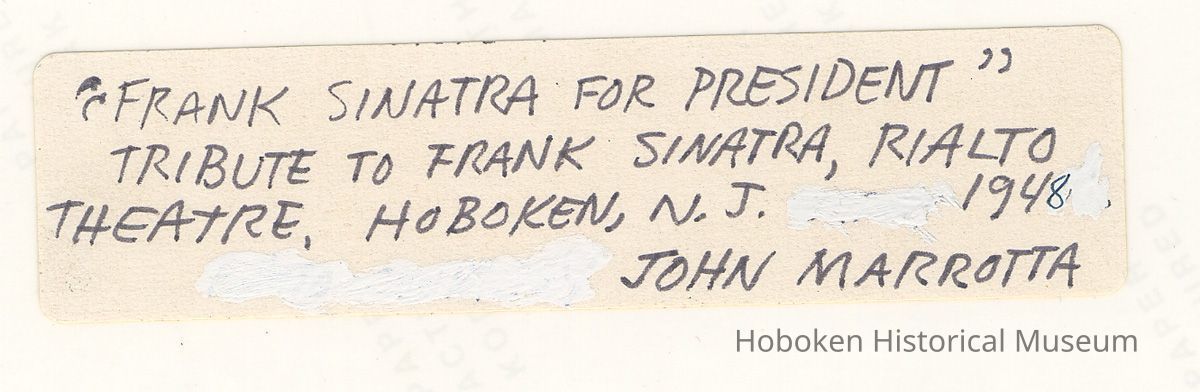 “FRANK SINATRA FOR PRESIDENT”
TRIBUTE TO FRANK SINATRA, RIALTO
THEATRE, HOBOKEN, N.J. 1948.
JOHN MARROTTA
Hoboken Historical Museum